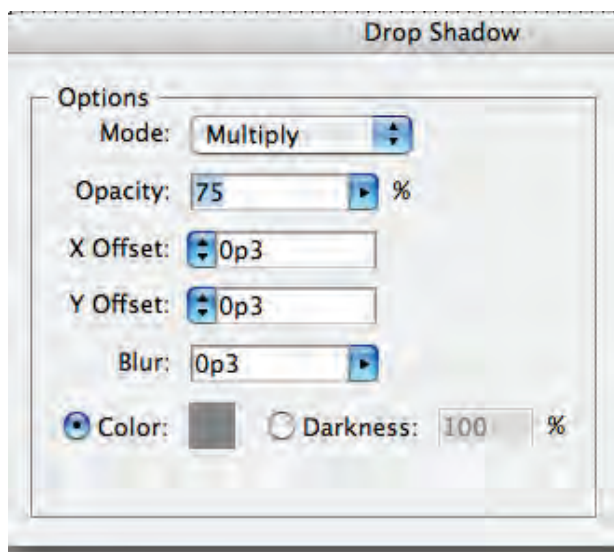 Drop Shadow
Options
Mode: Multiply
Opacity: 75 %
X Offset: 0p3
Y Offset: 0p3
Blur: 0p3
Color: Darkness: 100 %